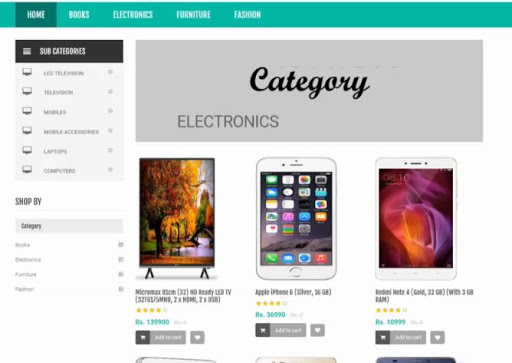 HOME BOOKS ELECTRONICS FURNITURE FASHION
SUB CATEGORIES
LED TELEVISION
TELEVISION
MOBILES
MOBILE ACCESSORIES
LAPTOPS
COMPUTERS
SHOP BY
Category
Books
Electronics
Furniture
Fashion
Category
ELECTRONICS
Micromax 81cm (32) HD Ready LED TV
(32T6175MHD, 2 x HDMI, 2 x USB)
Rs. 139900
Add to cart
Apple iPhone 6 (Silver, 16 GB)
Rs. 36990
Add to cart
Redmi Note 4 (Gold, 32 GB) (With 3 GB
RAM)
Rs. 10999
Add to cart